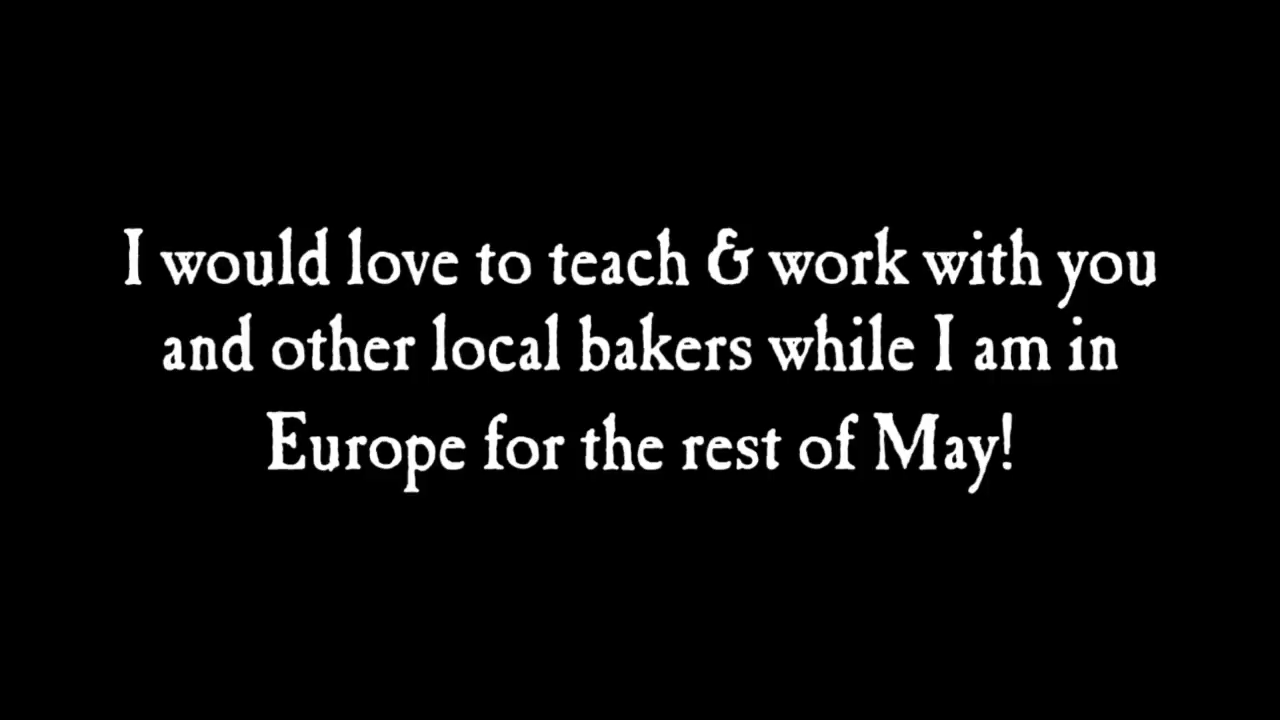 I would love to teach & work with you
and other local bakers while I am in
Europe for the rest of May!